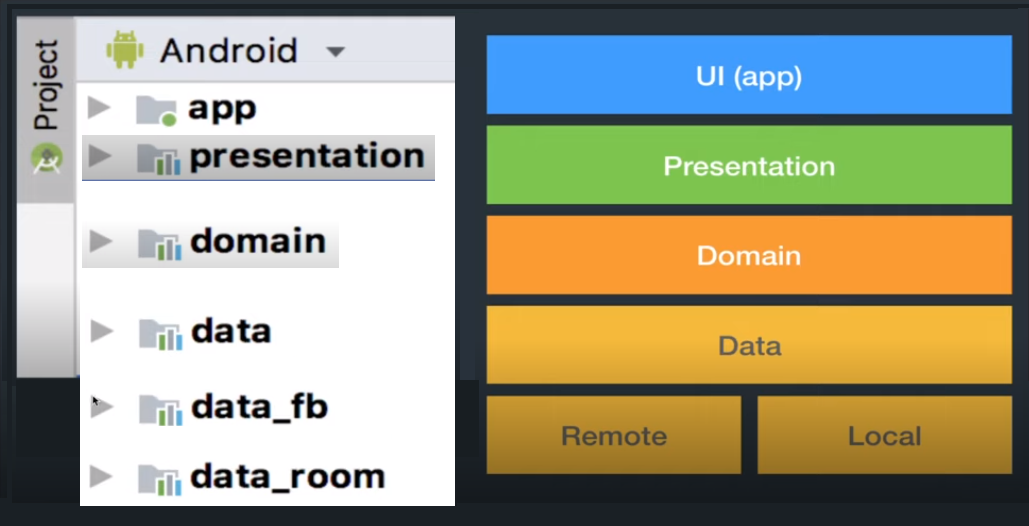 Project
Android
app
presentation
domain
data
data_fb
data_room
UI (app)
Presentation
Domain
Data
Remote
Local